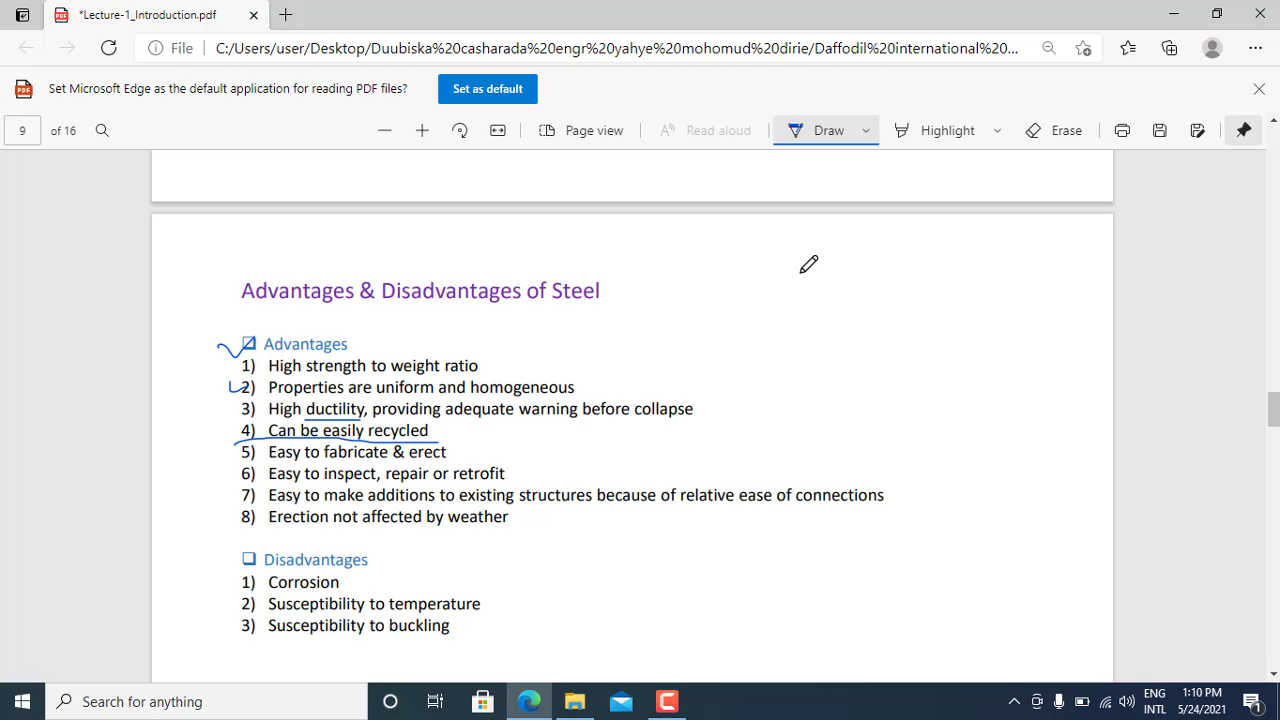 *Lecture-1_Introduction.pdf
File C:/Users/user/Desktop/Duubiska%20casharada%20engr%20yahye%20mohomud%20dirie/Daffodil%20international%20...
Set Microsoft Edge as the default application for reading PDF files? Set as default
9 of 16 Page view Read aloud Draw Highlight Erase
Advantages & Disadvantages of Steel
Advantages
1) High strength to weight ratio
2) Properties are uniform and homogeneous
3) High ductility, providing adequate warning before collapse
4) Can be easily recycled
5) Easy to fabricate & erect
6) Easy to inspect, repair or retrofit
7) Easy to make additions to existing structures because of relative ease of connections
8) Erection not affected by weather
Disadvantages
1) Corrosion
2) Susceptibility to temperature
3) Susceptibility to buckling
Search for anything
ENG 1:10 PM
INTL 5/24/2021